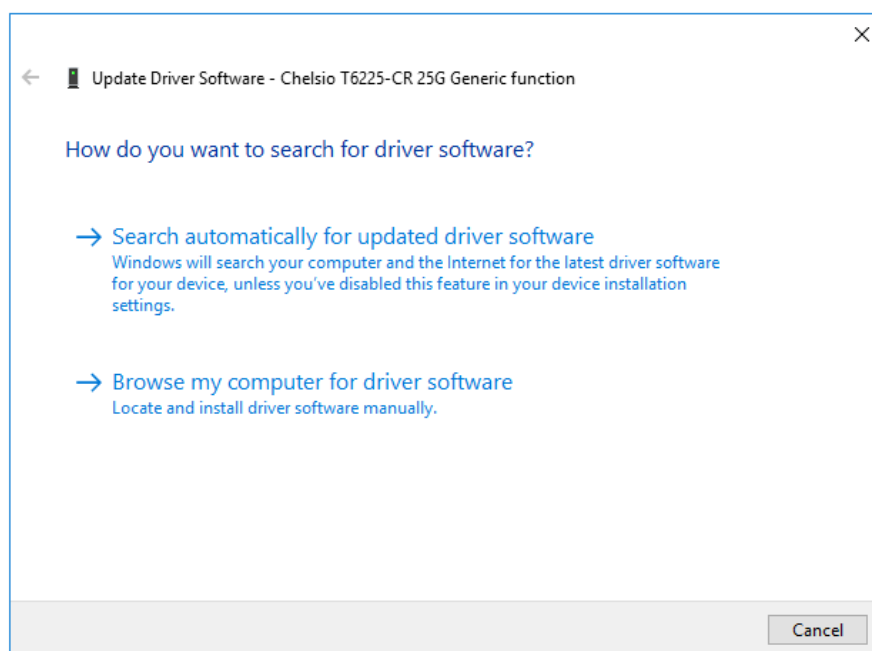 Update Driver Software - Chelsio T6225-CR 25G Generic function
How do you want to search for driver software?
Search automatically for updated driver software
Windows will search your computer and the Internet for the latest driver software
for your device, unless you've disabled this feature in your device installation
settings.
Browse my computer for driver software
Locate and install driver software manually.
Cancel